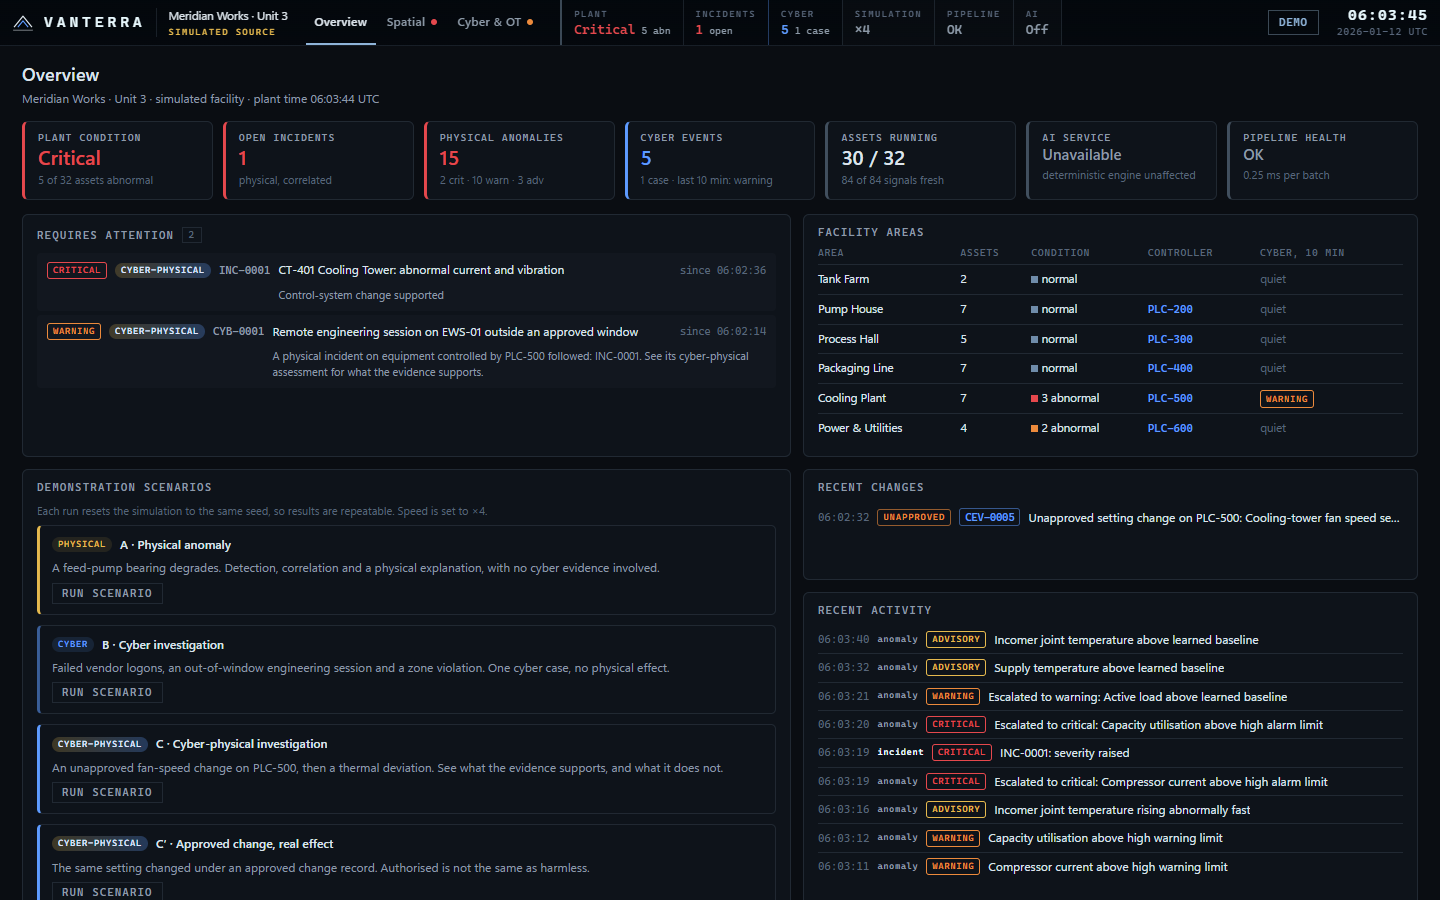 VANTERRA
Meridian Works · Unit 3
SIMULATED SOURCE
Overview
Spatial
Cyber & OT
PLANT
Critical 5 abn
INCIDENTS
1 open
CYBER
5 1 case
SIMULATION
×4
PIPELINE
OK
AI
Off
DEMO
06:03:45
2026-01-12 UTC
Overview
Meridian Works · Unit 3 · simulated facility · plant time 06:03:44 UTC
PLANT CONDITION
Critical
5 of 32 assets abnormal
OPEN INCIDENTS
1
physical, correlated
PHYSICAL ANOMALIES
15
2 crit · 10 warn · 3 adv
CYBER EVENTS
5
1 case · last 10 min: warning
ASSETS RUNNING
30 / 32
84 of 84 signals fresh
AI SERVICE
Unavailable
deterministic engine unaffected
PIPELINE HEALTH
OK
0.25 ms per batch
REQUIRES ATTENTION 2
CRITICAL CYBER-PHYSICAL INC-0001 CT-401 Cooling Tower: abnormal current and vibration since 06:02:36
Control-system change supported
WARNING CYBER-PHYSICAL CYB-0001 Remote engineering session on EWS-01 outside an approved window since 06:02:14
A physical incident on equipment controlled by PLC-500 followed: INC-0001. See its cyber-physical
assessment for what the evidence supports.
FACILITY AREAS
AREA ASSETS CONDITION CONTROLLER CYBER, 10 MIN
Tank Farm 2 normal quiet
Pump House 7 normal PLC-200 quiet
Process Hall 5 normal PLC-300 quiet
Packaging Line 7 normal PLC-400 quiet
Cooling Plant 7 3 abnormal PLC-500 WARNING
Power & Utilities 4 2 abnormal PLC-600 quiet
DEMONSTRATION SCENARIOS
Each run resets the simulation to the same seed, so results are repeatable. Speed is set to ×4.
PHYSICAL A · Physical anomaly
A feed-pump bearing degrades. Detection, correlation and a physical explanation, with no cyber evidence involved.
RUN SCENARIO
CYBER B · Cyber investigation
Failed vendor logons, an out-of-window engineering session and a zone violation. One cyber case, no physical effect.
RUN SCENARIO
CYBER-PHYSICAL C · Cyber-physical investigation
An unapproved fan-speed change on PLC-500, then a thermal deviation. See what the evidence supports, and what it does not.
RUN SCENARIO
CYBER-PHYSICAL C′ · Approved change, real effect
The same setting changed under an approved change record. Authorised is not the same as harmless.
RUN SCENARIO
RECENT CHANGES
06:02:32 UNAPPROVED CEV-0005 Unapproved setting change on PLC-500: Cooling-tower fan speed se...
RECENT ACTIVITY
06:03:40 anomaly ADVISORY Incomer joint temperature above learned baseline
06:03:32 anomaly ADVISORY Supply temperature above learned baseline
06:03:21 anomaly WARNING Escalated to warning: Active load above learned baseline
06:03:20 anomaly CRITICAL Escalated to critical: Capacity utilisation above high alarm limit
06:03:19 incident CRITICAL INC-0001: severity raised
06:03:19 anomaly CRITICAL Escalated to critical: Compressor current above high alarm limit
06:03:16 anomaly ADVISORY Incomer joint temperature rising abnormally fast
06:03:12 anomaly WARNING Capacity utilisation above high warning limit
06:03:11 anomaly WARNING Compressor current above high warning limit